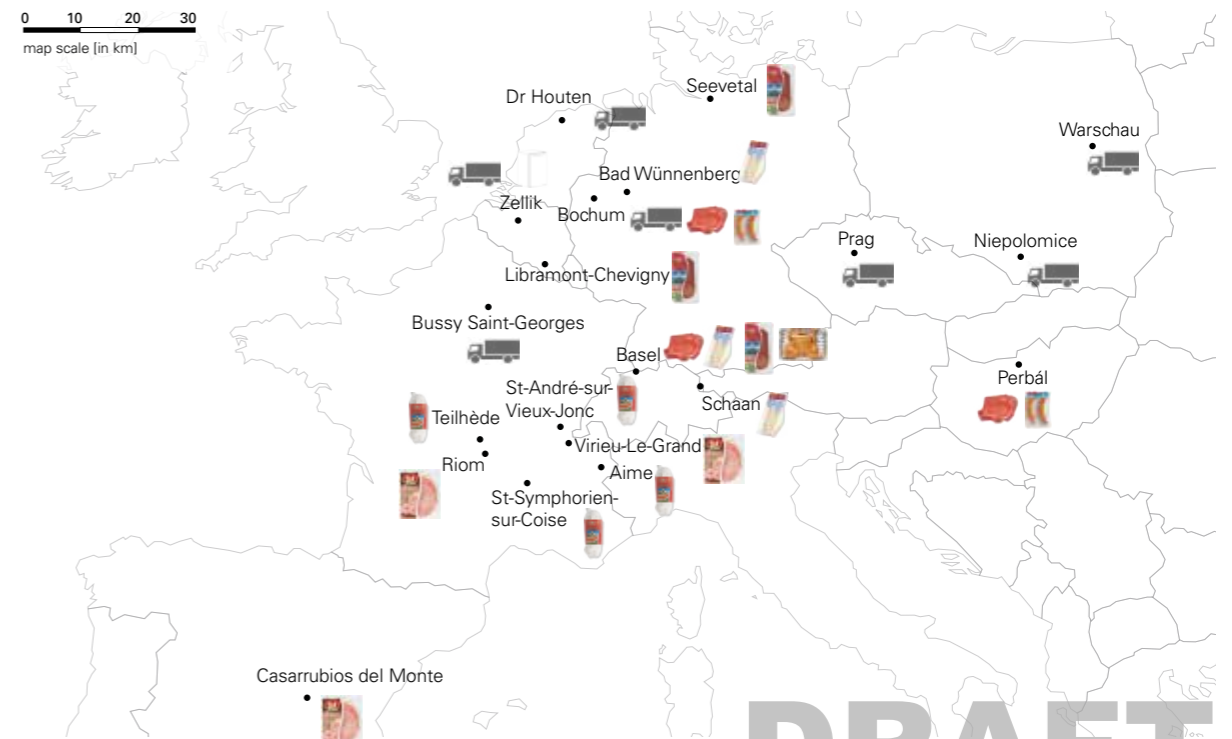 0 10 20 30
map scale [in km]
Seevetal
Dr Houten
Warschau
Bad Wünnenberg
Zellik
Bochum
Prag
Niepolomice
Libramont-Chevigny
Bussy Saint-Georges
Basel
Perbál
St-André-sur-
Vieux-Jonc
Schaan
Teilhède
Virieu-Le-Grand
Riom
Aime
St-Symphorien-
sur-Coise
Casarrubios del Monte
DRAFT